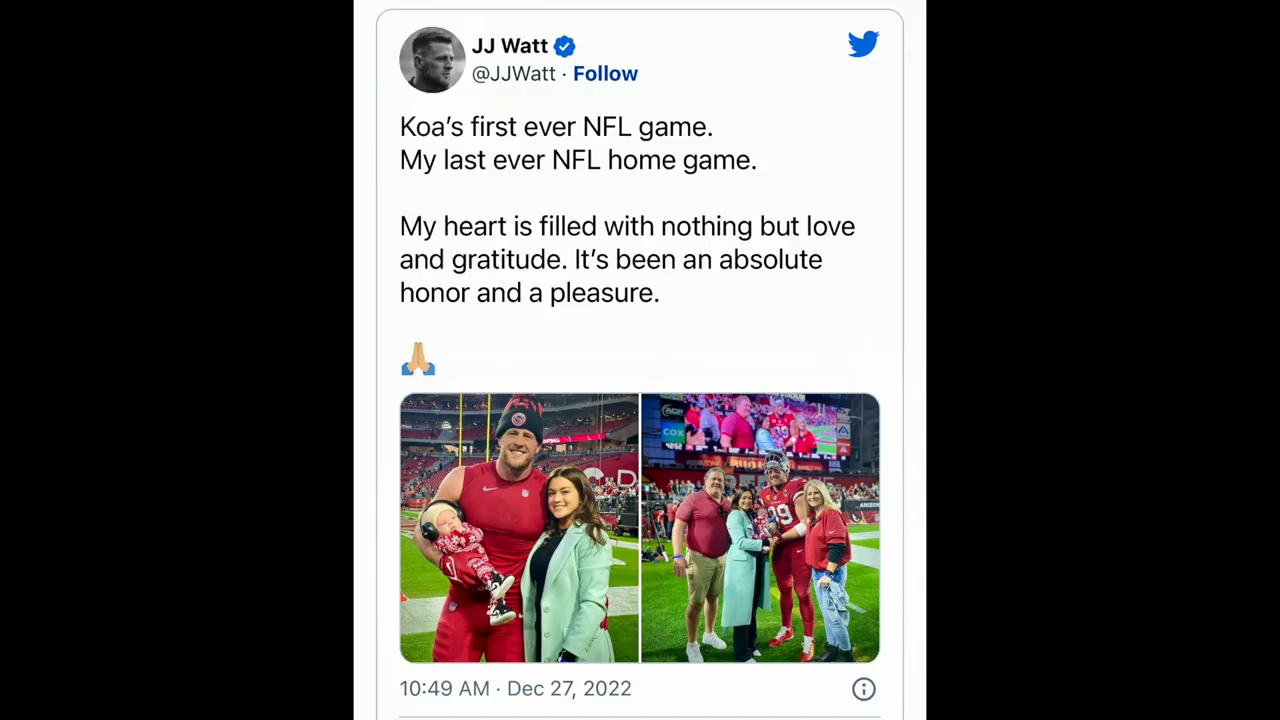 JJ Watt
@JJWatt · Follow
Koa’s first ever NFL game.
My last ever NFL home game.
My heart is filled with nothing but love
and gratitude. It’s been an absolute
honor and a pleasure.
🙏🏼
COX
99
10:49 AM · Dec 27, 2022